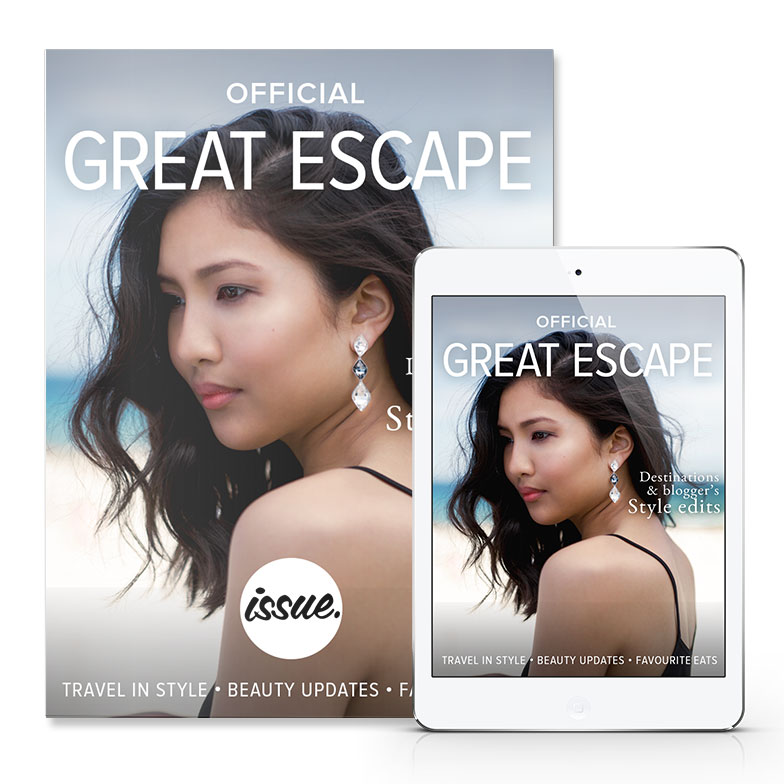 OFFICIAL
GREAT ESCAPE
St
issue.
TRAVEL IN STYLE • BEAUTY UPDATES • FA
OFFICIAL
GREAT ESCAPE
Destinations
& blogger's
Style edits
TRAVEL IN STYLE • BEAUTY UPDATES • FAVOURITE EATS